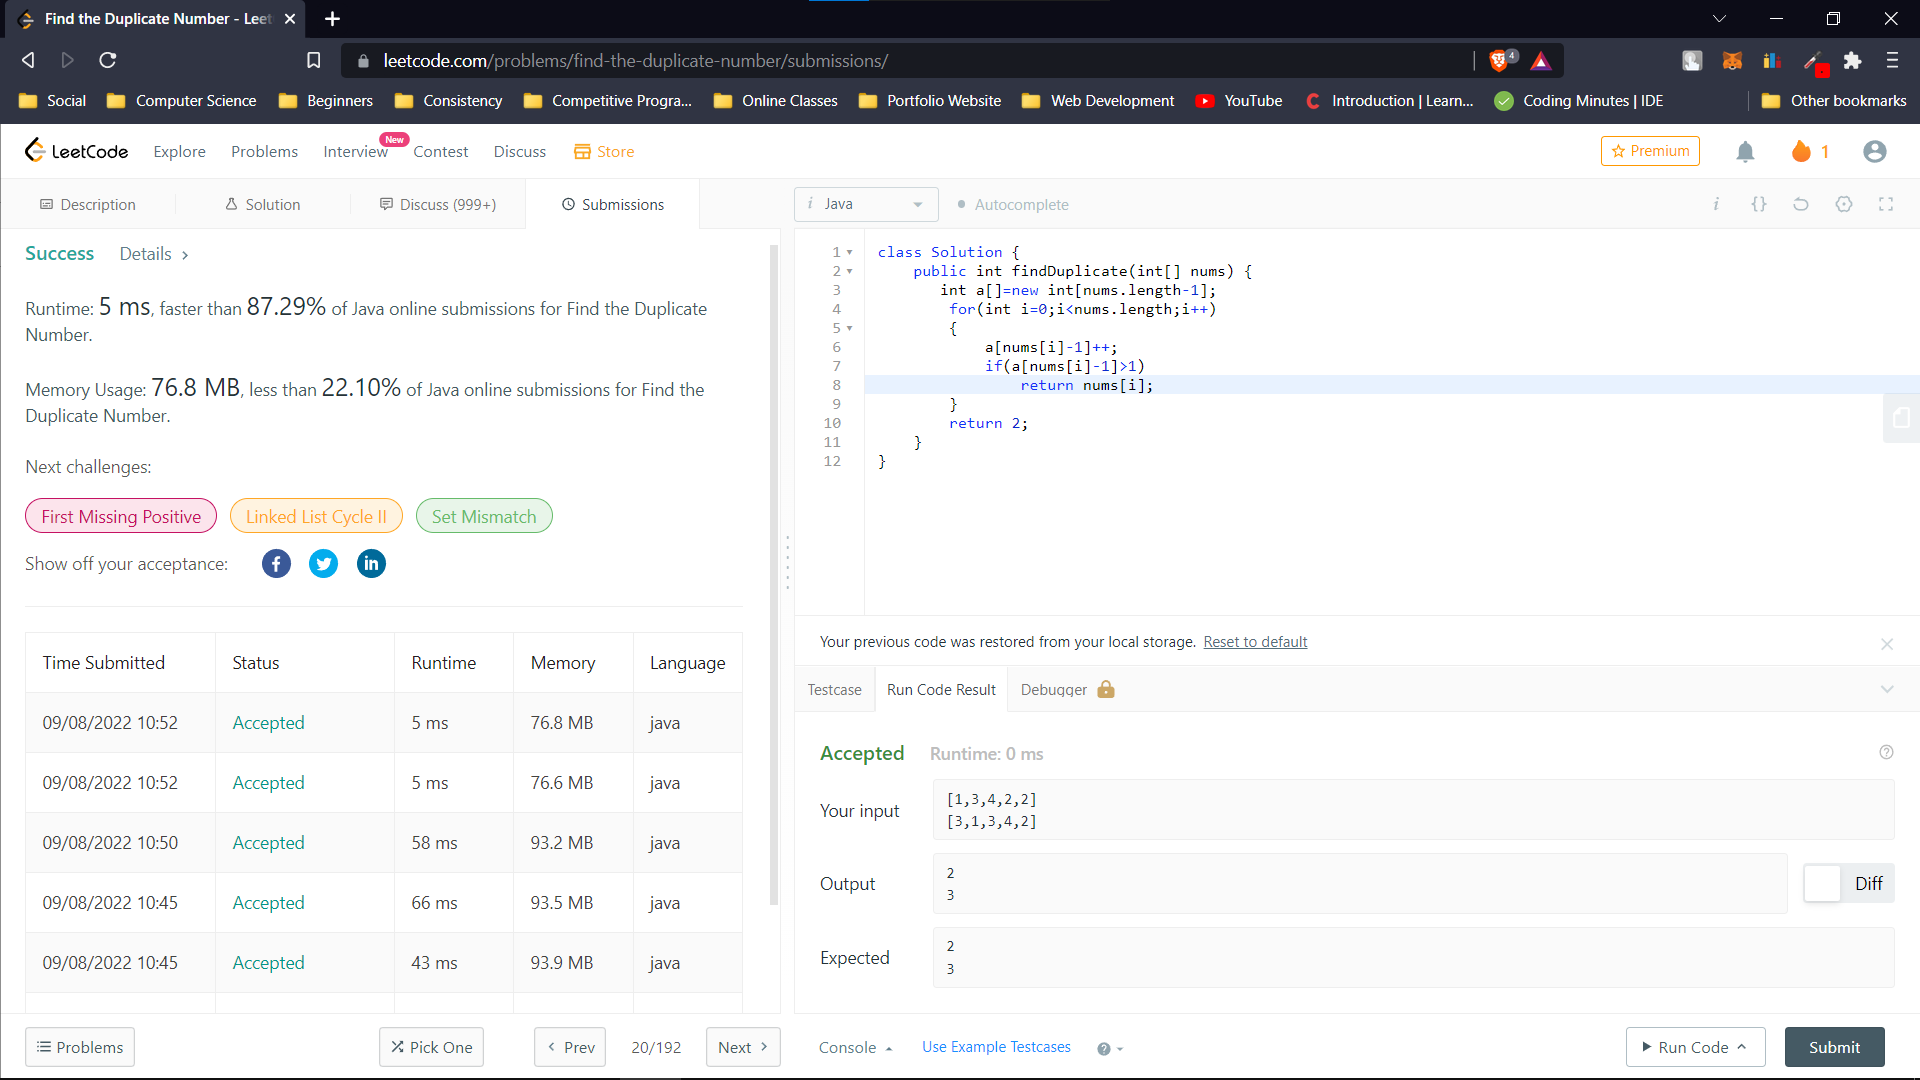 Find the Duplicate Number - Leet
leetcode.com/problems/find-the-duplicate-number/submissions/
4
Social
Computer Science
Beginners
Consistency
Competitive Progra...
Online Classes
Portfolio Website
Web Development
YouTube
Introduction | Learn...
Coding Minutes | IDE
Other bookmarks
LeetCode
Explore
Problems
Interview
New
Contest
Discuss
Store
Premium
1
Description
Solution
Discuss (999+)
Submissions
i Java
Autocomplete
i
{}
Success
Details >
Runtime: 5 ms, faster than 87.29% of Java online submissions for Find the Duplicate
Number.
Memory Usage: 76.8 MB, less than 22.10% of Java online submissions for Find the
Duplicate Number.
Next challenges:
First Missing Positive
Linked List Cycle II
Set Mismatch
Show off your acceptance:
f
in
Time Submitted Status Runtime Memory Language
09/08/2022 10:52 Accepted 5 ms 76.8 MB java
09/08/2022 10:52 Accepted 5 ms 76.6 MB java
09/08/2022 10:50 Accepted 58 ms 93.2 MB java
09/08/2022 10:45 Accepted 66 ms 93.5 MB java
09/08/2022 10:45 Accepted 43 ms 93.9 MB java
1 class Solution {
2 public int findDuplicate(int[] nums) {
3 int a[]=new int[nums.length-1];
4 for(int i=0;i<nums.length;i++)
5 {
6 a[nums[i]-1]++;
7 if(a[nums[i]-1]>1)
8 return nums[i];
9 }
10 return 2;
11 }
12 }
Your previous code was restored from your local storage. Reset to default
Testcase
Run Code Result
Debugger
Accepted Runtime: 0 ms
?
Your input
[1,3,4,2,2]
[3,1,3,4,2]
Output
2
3
Diff
Expected
2
3
Problems
Pick One
< Prev
20/192
Next >
Console
Use Example Testcases
?
Run Code
Submit